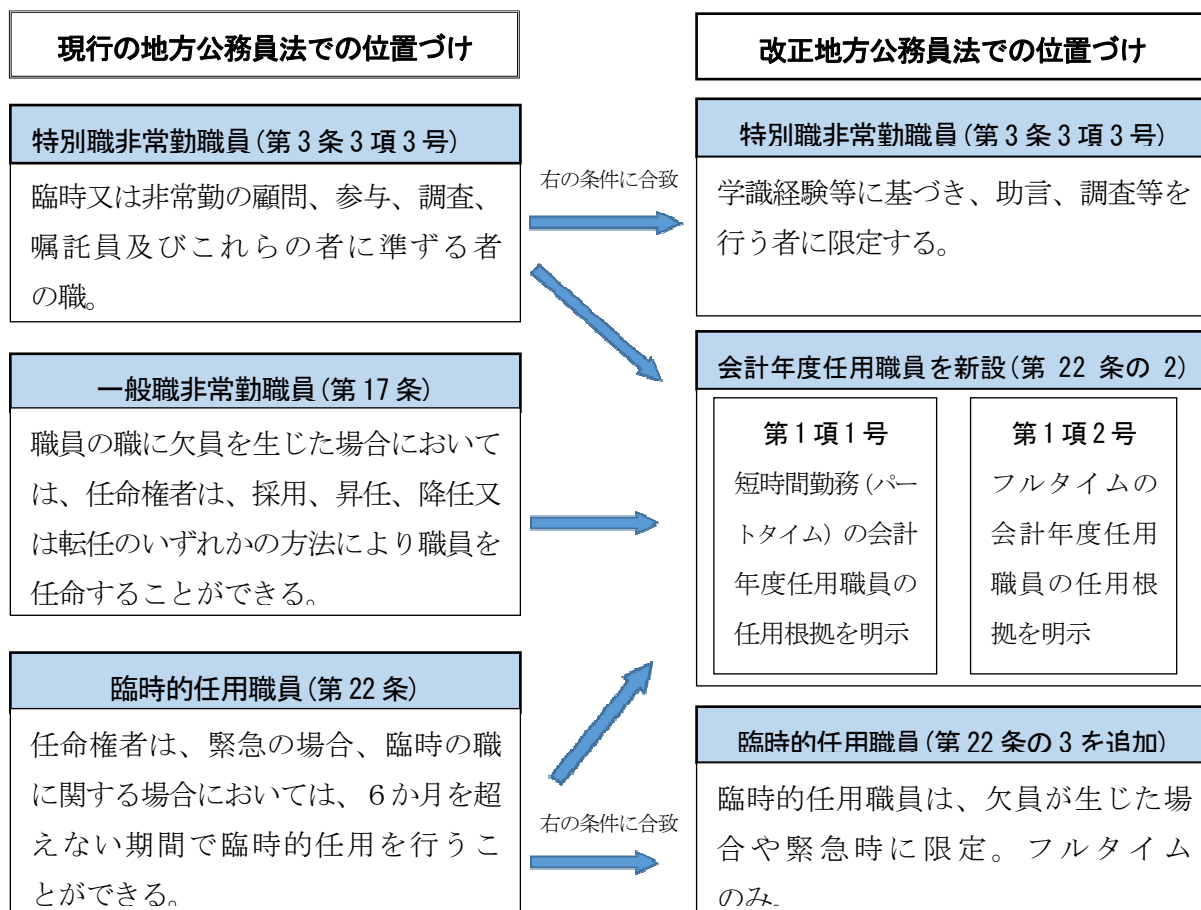 現行の地方公務員法での位置づけ
特別職非常勤職員(第3条3項3号)
臨時又は非常勤の顧問、参与、調査、
嘱託員及びこれらの者に準ずる者
の職。
一般職非常勤職員(第17条)
職員の職に欠員を生じた場合において
は、任命権者は、採用、昇任、降任又
は転任のいずれかの方法により職員を
任命することができる。
臨時的任用職員(第22条)
任命権者は、緊急の場合、臨時の職
に関する場合においては、6か月を超
えない期間で臨時的任用を行うこ
とができる。
右の条件に合致
右の条件に合致
改正地方公務員法での位置づけ
特別職非常勤職員(第3条3項3号)
学識経験等に基づき、助言、調査等を
行う者に限定する。
会計年度任用職員を新設(第 22 条の 2)
第1項1号
短時間勤務(パー
トタイム)の会計
年度任用職員の
任用根拠を明示
第1項2号
フルタイムの
会計年度任用
職員の任用根
拠を明示
臨時的任用職員(第22条の3を追加)
臨時的任用職員は、欠員が生じた場
合や緊急時に限定。フルタイム
のみ。